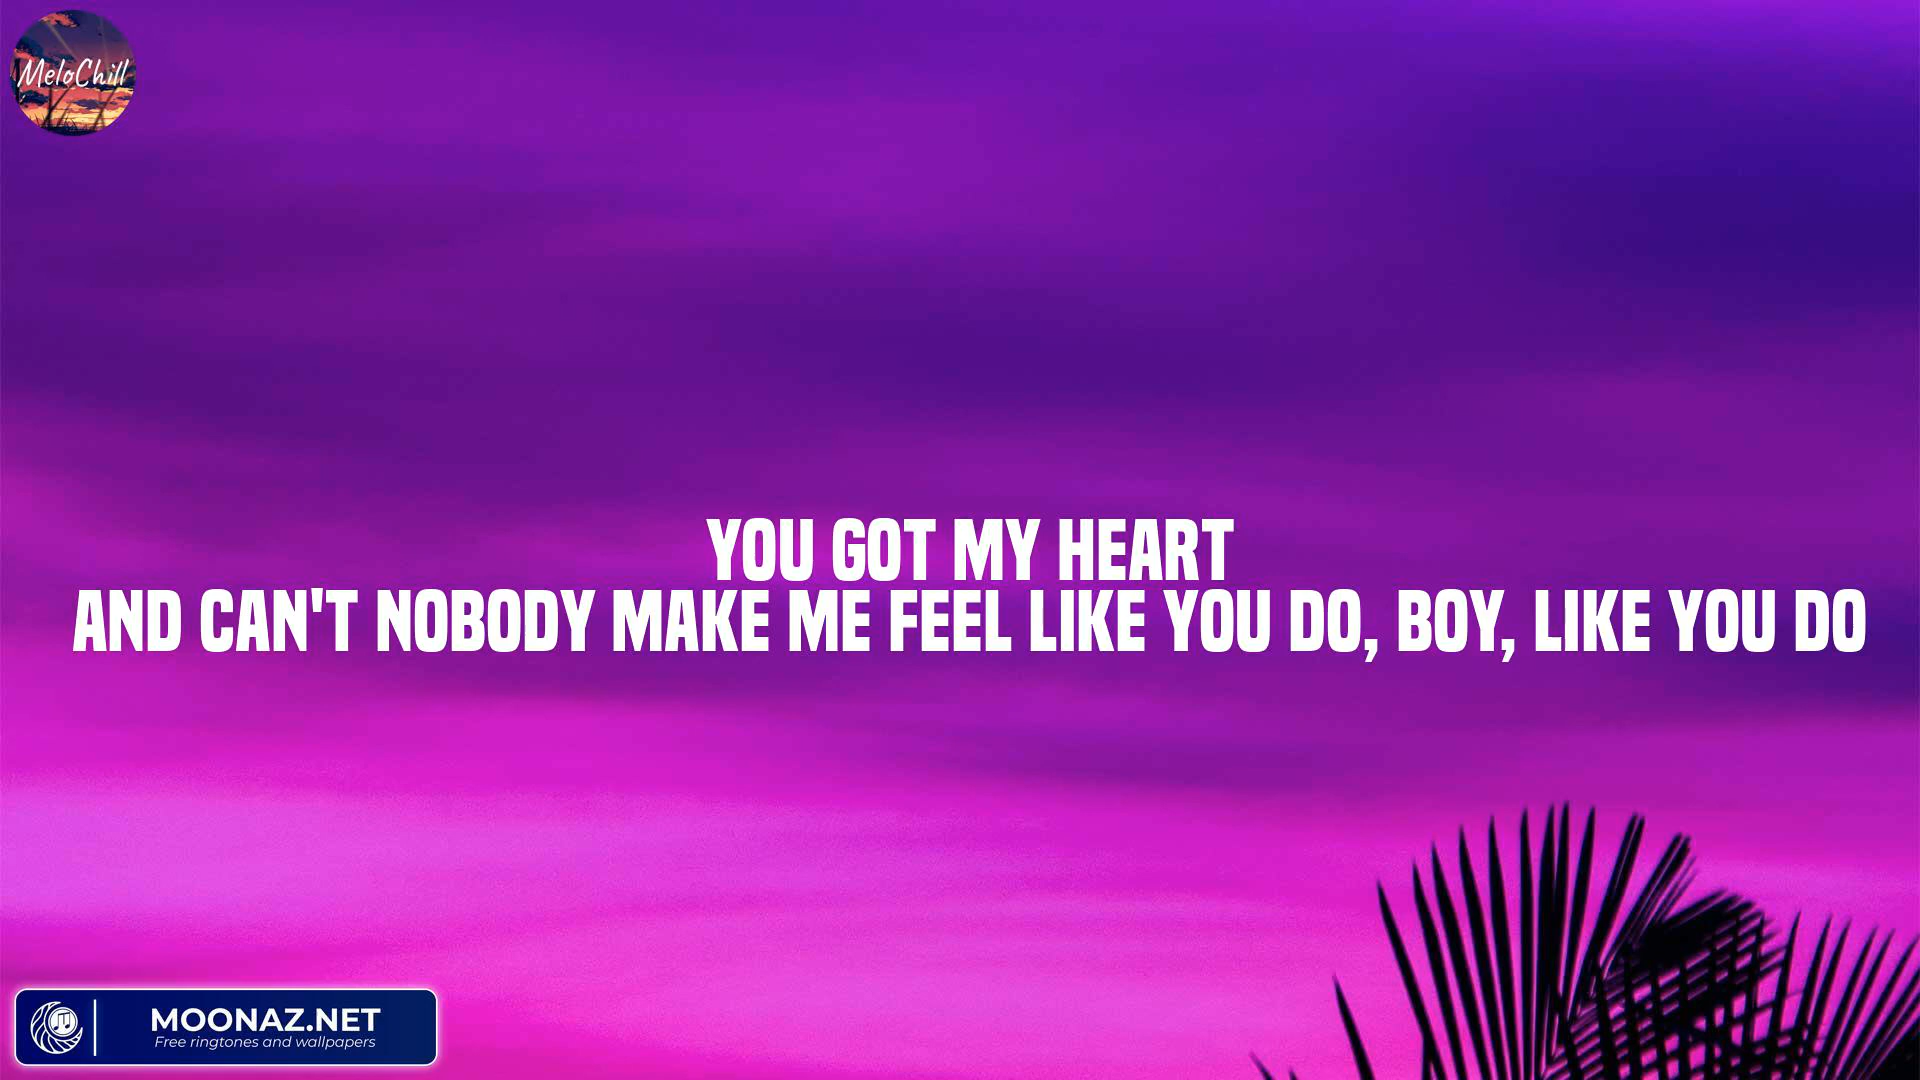 MeloChill
YOU GOT MY HEART
AND CAN'T NOBODY MAKE ME FEEL LIKE YOU DO, BOY, LIKE YOU DO
MOONAZ.NET
Free ringtones and wallpapers